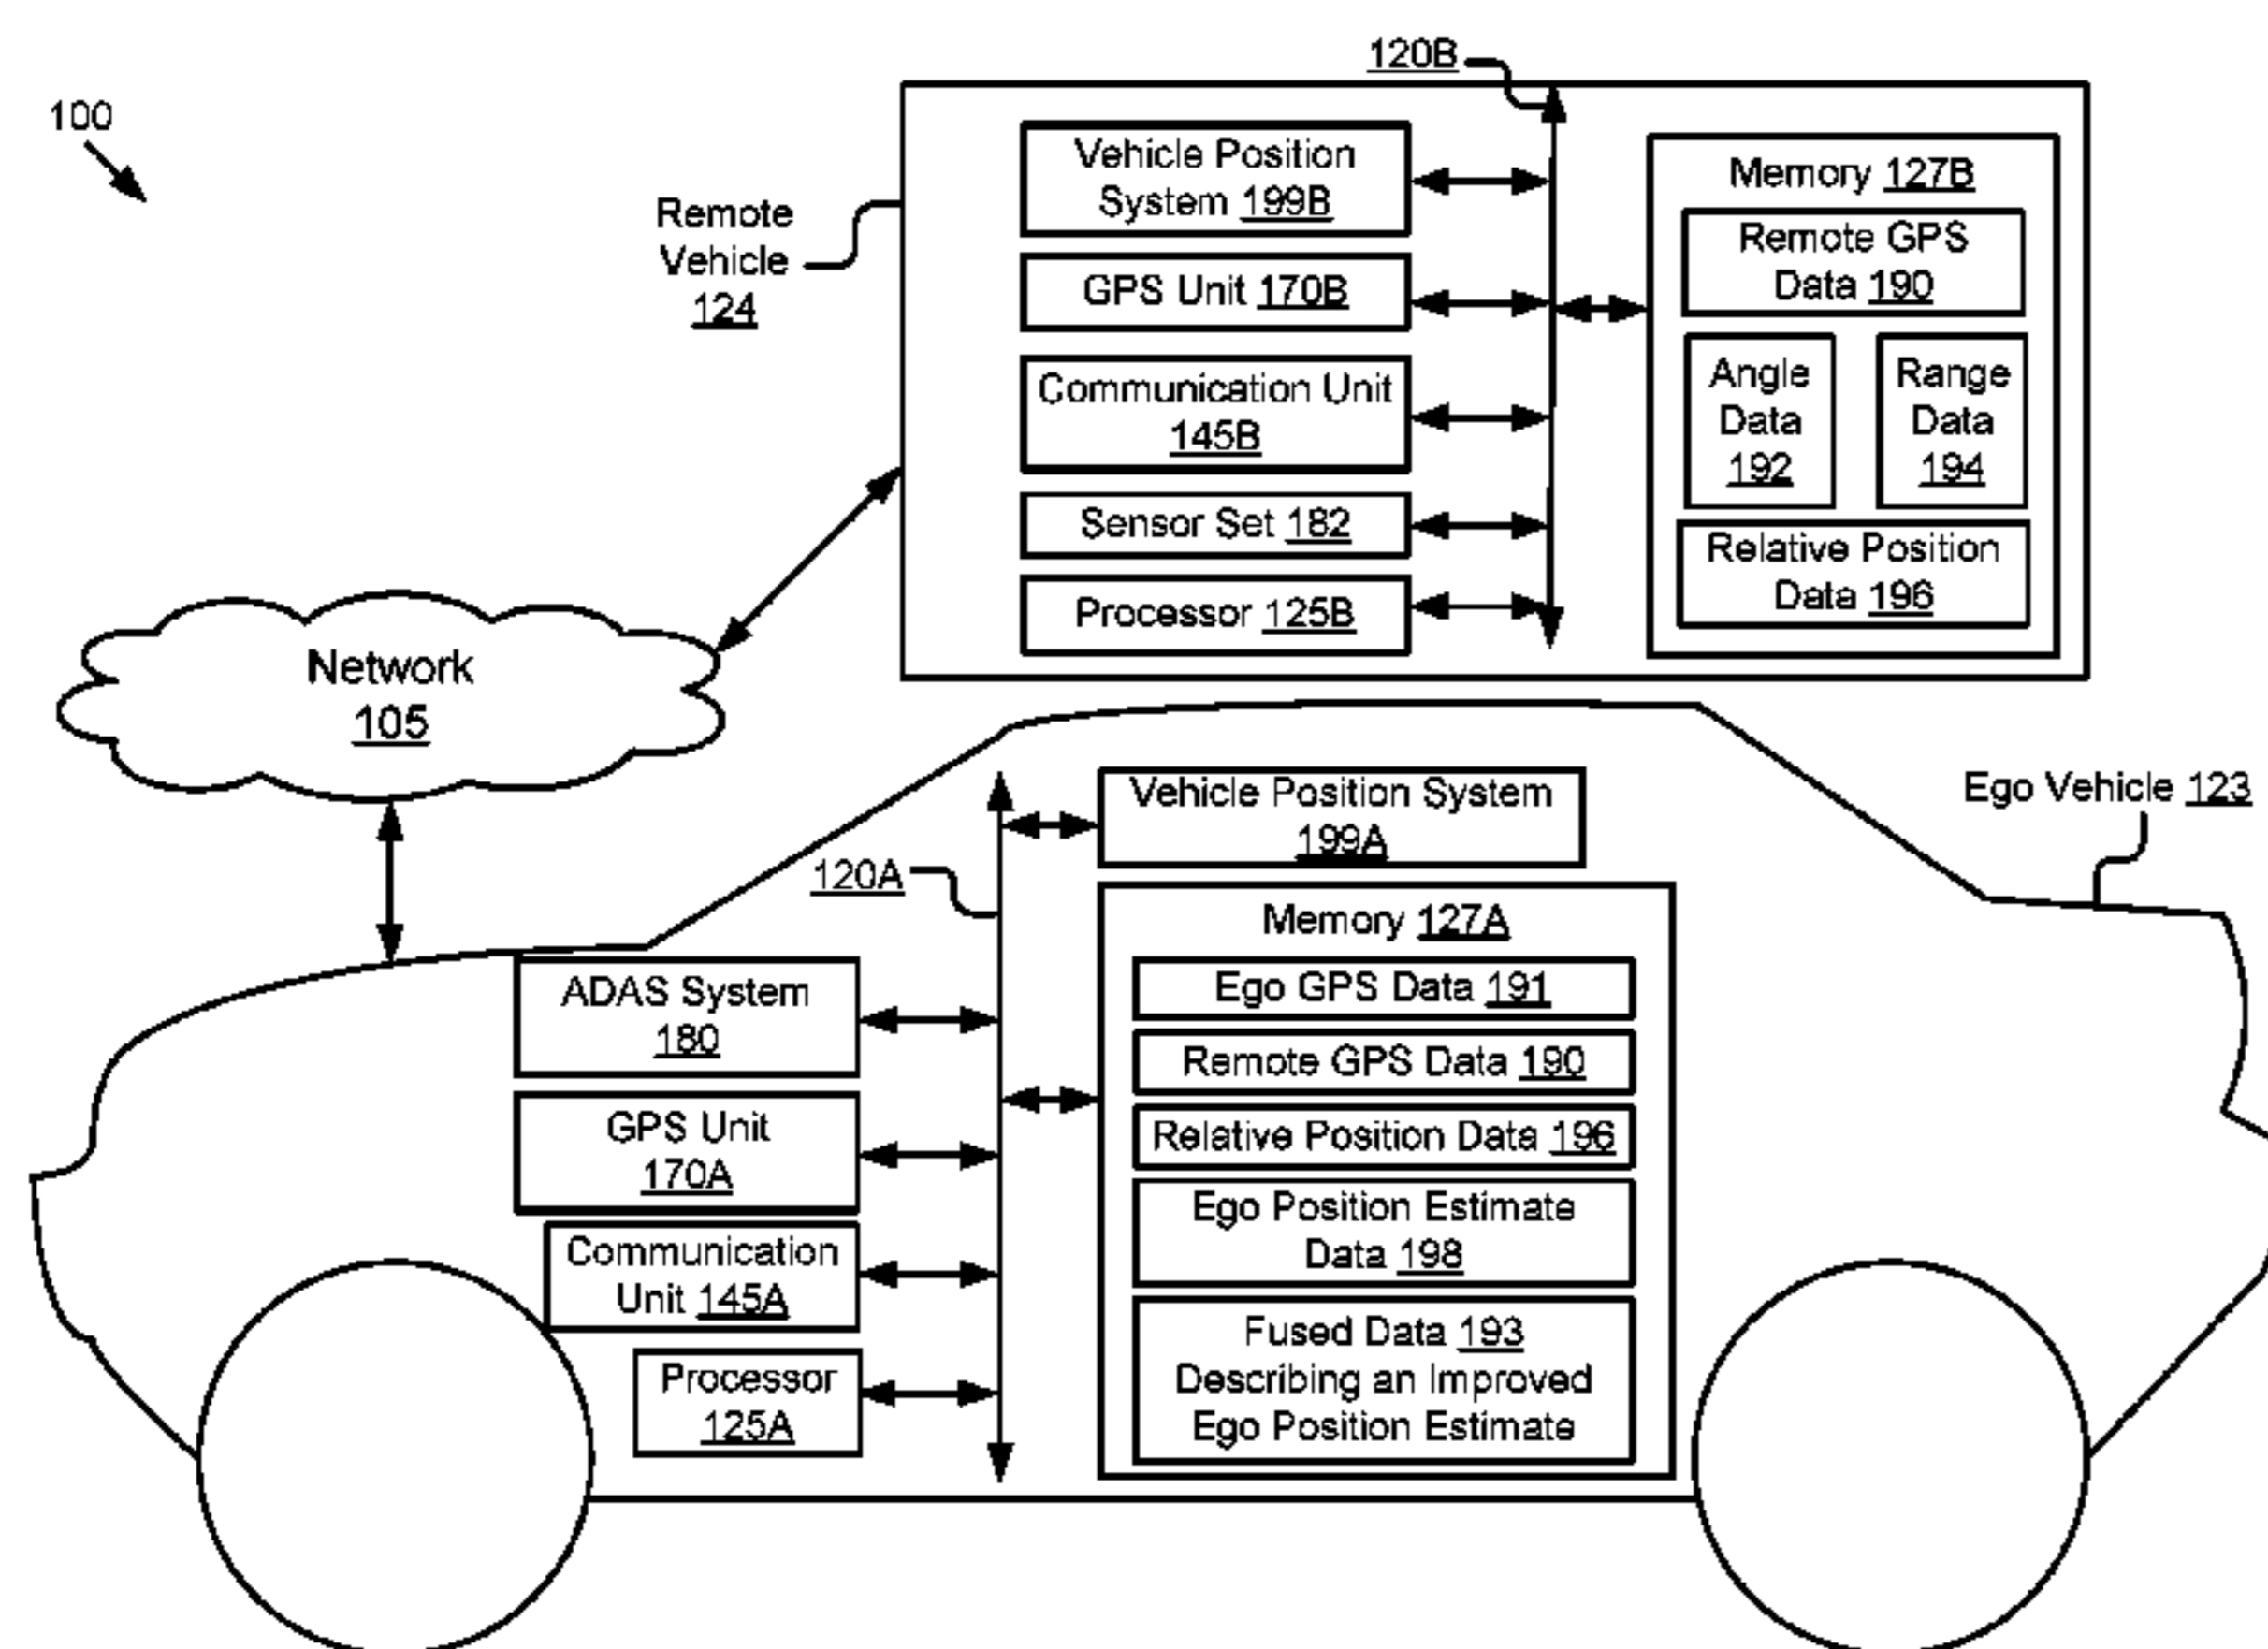 100
120B
Remote
Vehicle
124
Vehicle Position
System 199B
GPS Unit 170B
Communication Unit
145B
Sensor Set 182
Processor 125B
Memory 127B
Remote GPS
Data 190
Angle
Data
192
Range
Data
194
Relative Position
Data 196
Network
105
Ego Vehicle 123
120A
Vehicle Position System
199A
ADAS System
180
GPS Unit
170A
Communication
Unit 145A
Processor
125A
Memory 127A
Ego GPS Data 191
Remote GPS Data 190
Relative Position Data 196
Ego Position Estimate
Data 198
Fused Data 193
Describing an Improved
Ego Position Estimate